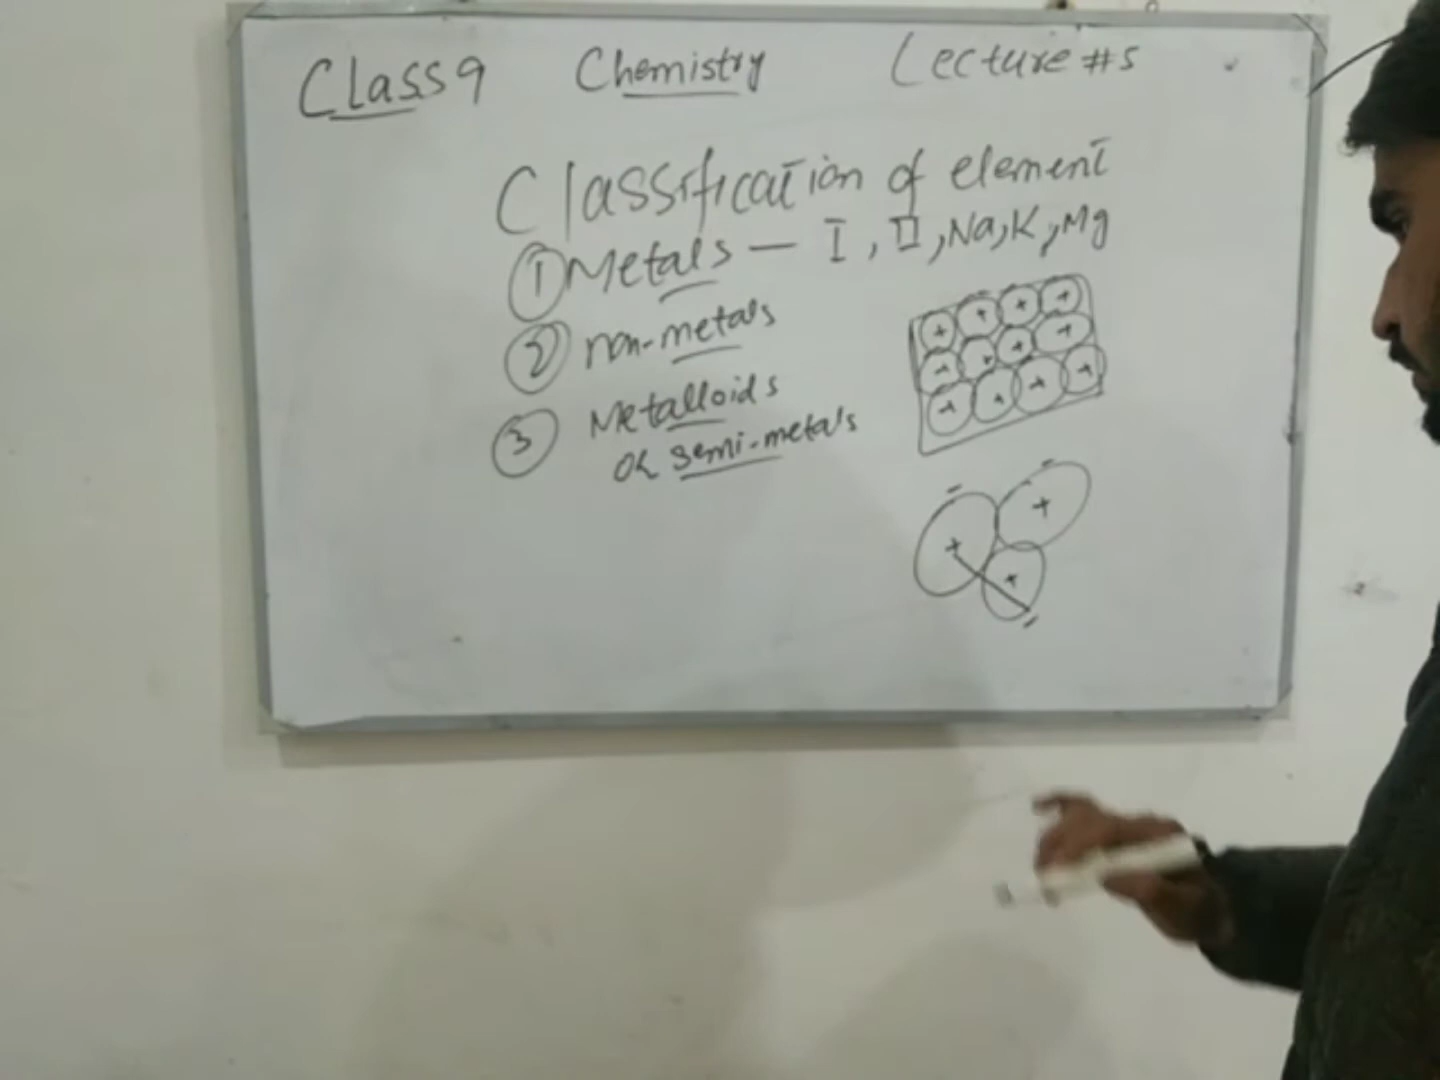 Class 9 Chemistry Lecture #5
Classification of element
① Metals — I, II, Na, K, Mg
② non-metals
③ Metalloids
OR semi-metals
+ + + +
+ + + +
+ + + +
- -
+ +
+
-